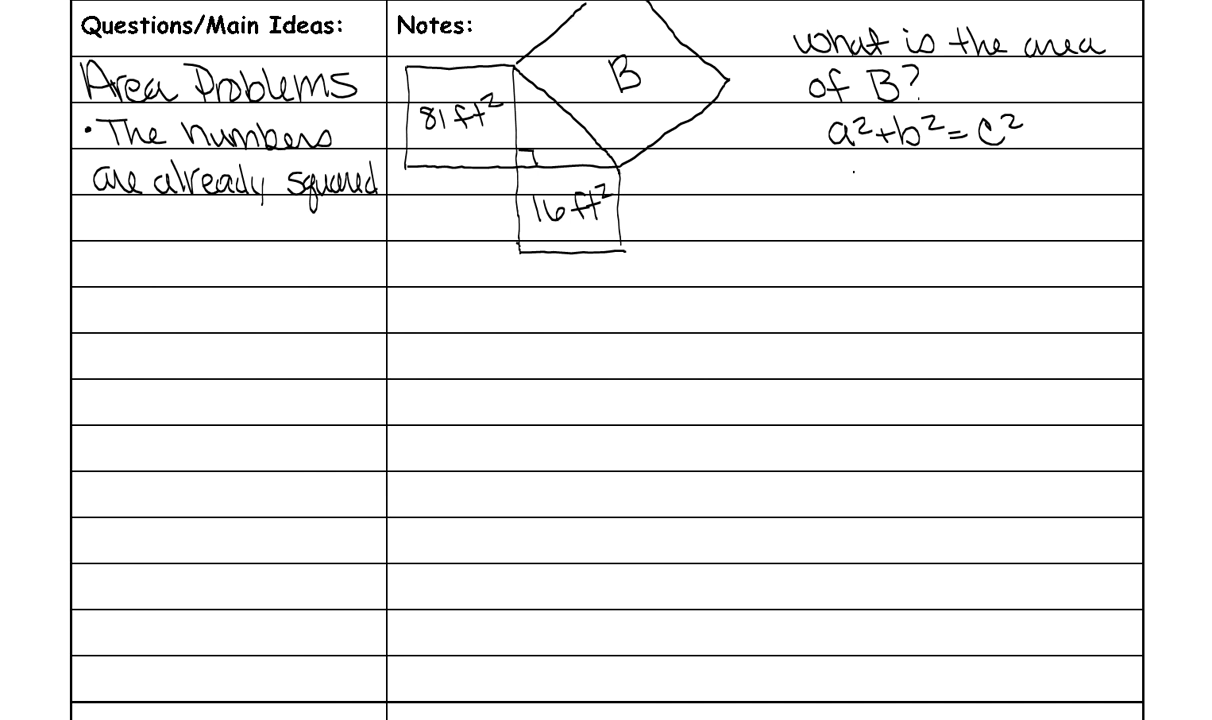 Questions/Main Ideas:
Notes:
Area Problems
• The numbers
are already squared
81 ft²
B
16 ft²
What is the area
of B?
a²+b²=c²